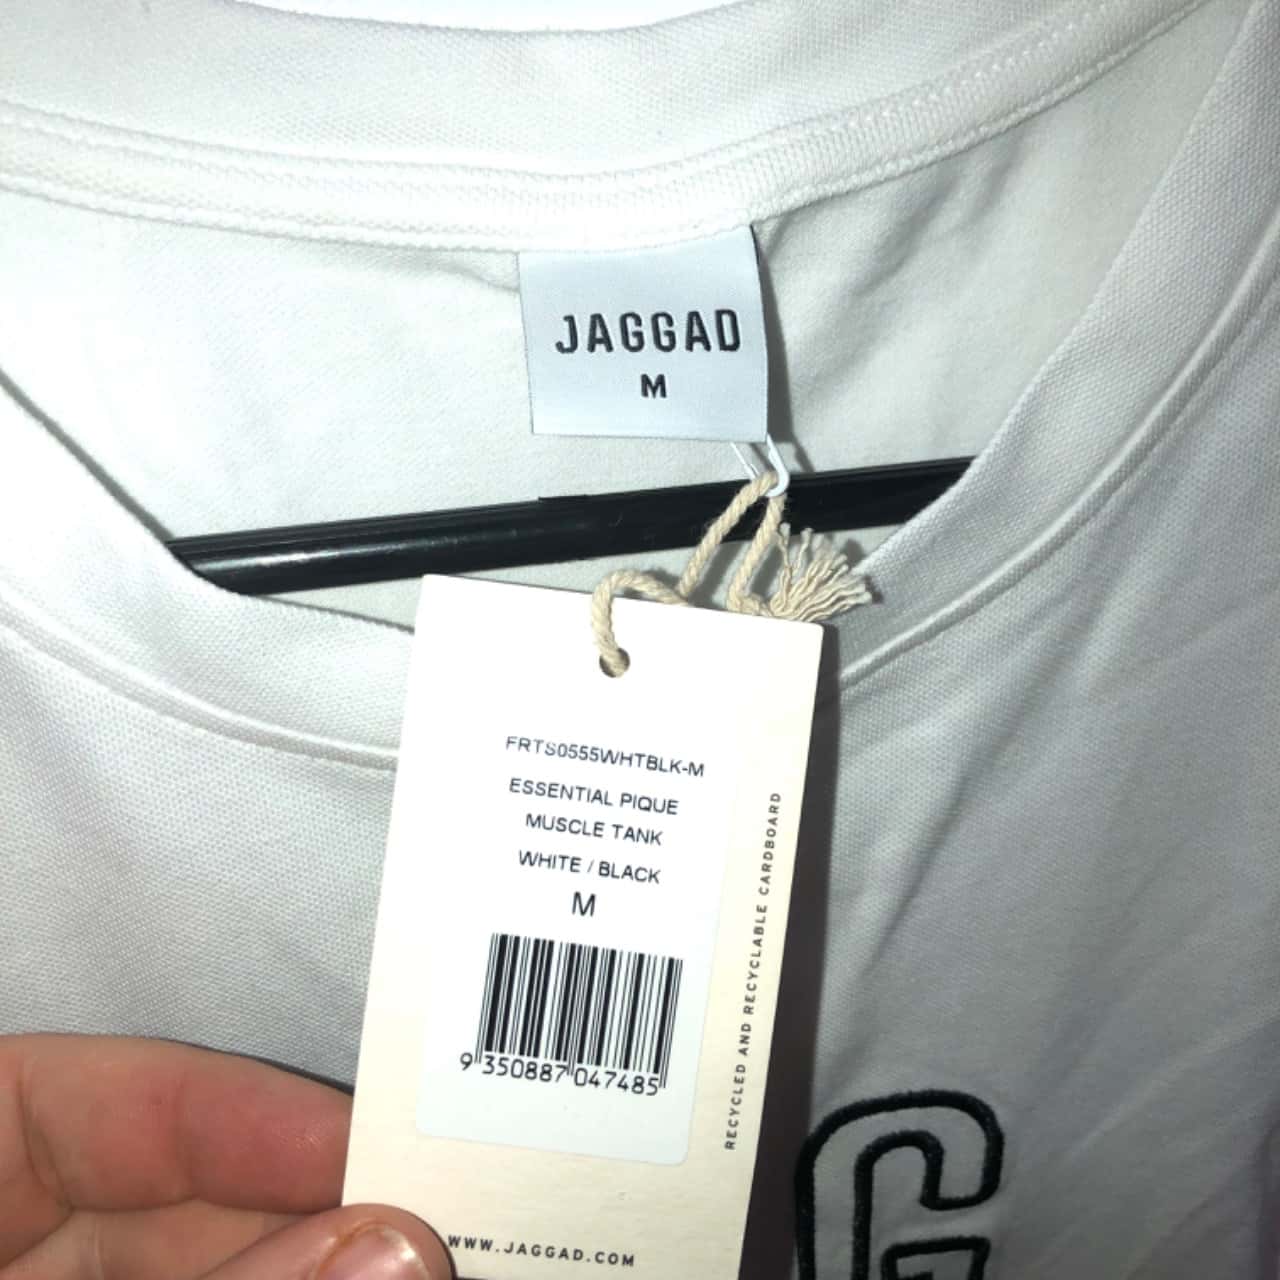 JAGGAD
M
FRTS0555WHTBLK-M
ESSENTIAL PIQUE
MUSCLE TANK
WHITE / BLACK
M
9 350887 047485
RECYCLED AND RECYCLABLE CARDBOARD
WWW.JAGGAD.COM
G